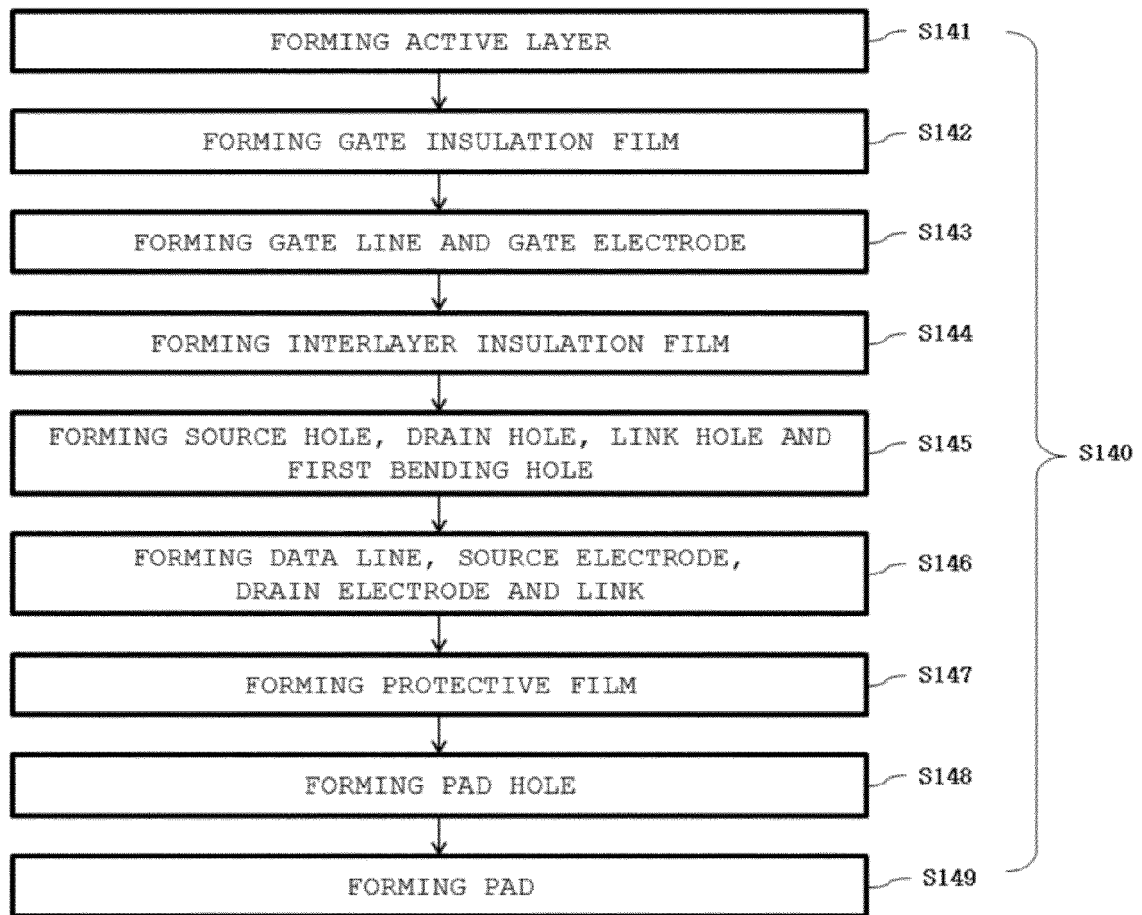 FORMING ACTIVE LAYER
S141
FORMING GATE INSULATION FILM
S142
FORMING GATE LINE AND GATE ELECTRODE
S143
FORMING INTERLAYER INSULATION FILM
S144
FORMING SOURCE HOLE, DRAIN HOLE, LINK HOLE AND
FIRST BENDING HOLE
S145
S140
FORMING DATA LINE, SOURCE ELECTRODE,
DRAIN ELECTRODE AND LINK
S146
FORMING PROTECTIVE FILM
S147
FORMING PAD HOLE
S148
FORMING PAD
S149